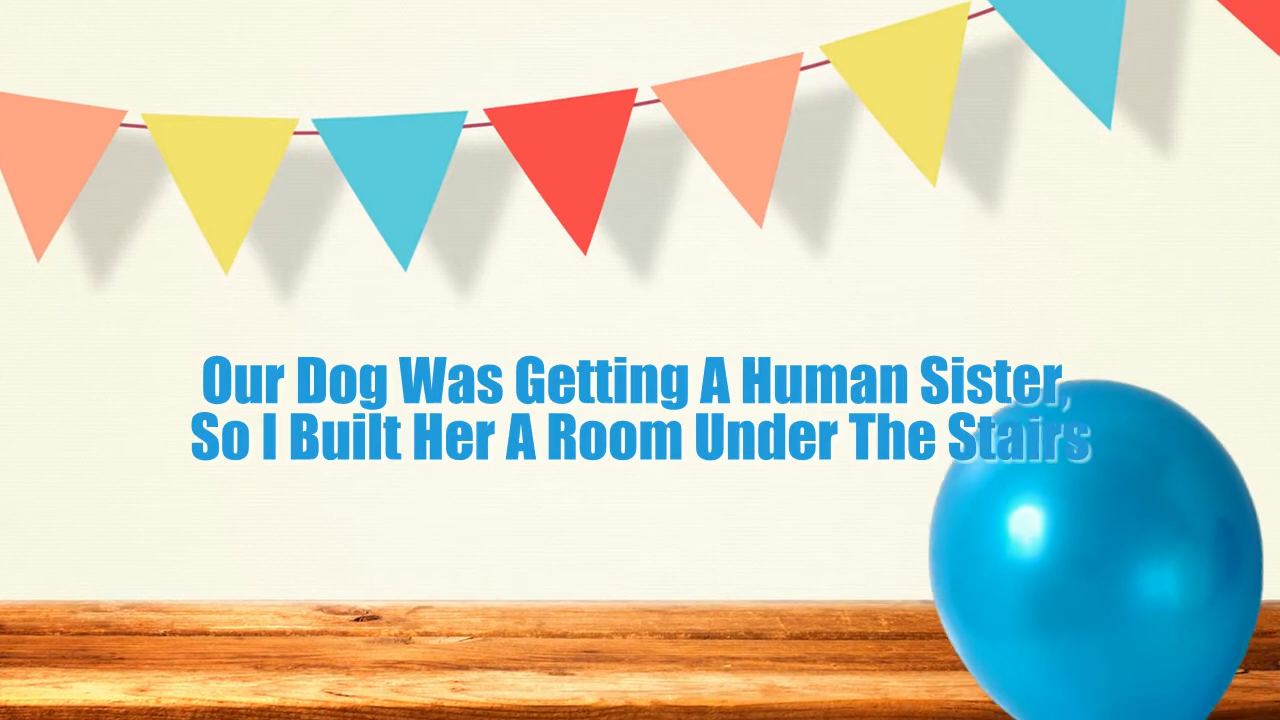 Our Dog Was Getting A Human Sister,
So I Built Her A Room Under The Stairs